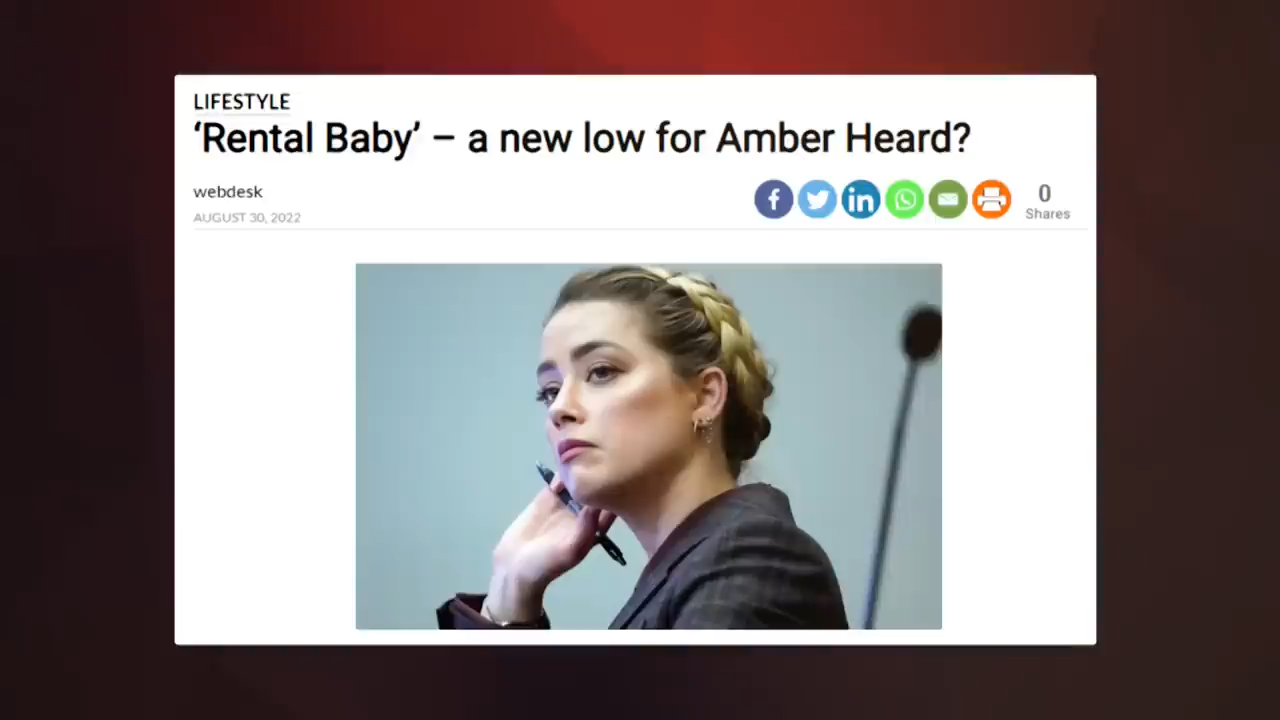 LIFESTYLE
‘Rental Baby’ – a new low for Amber Heard?
webdesk
AUGUST 30, 2022
0
Shares